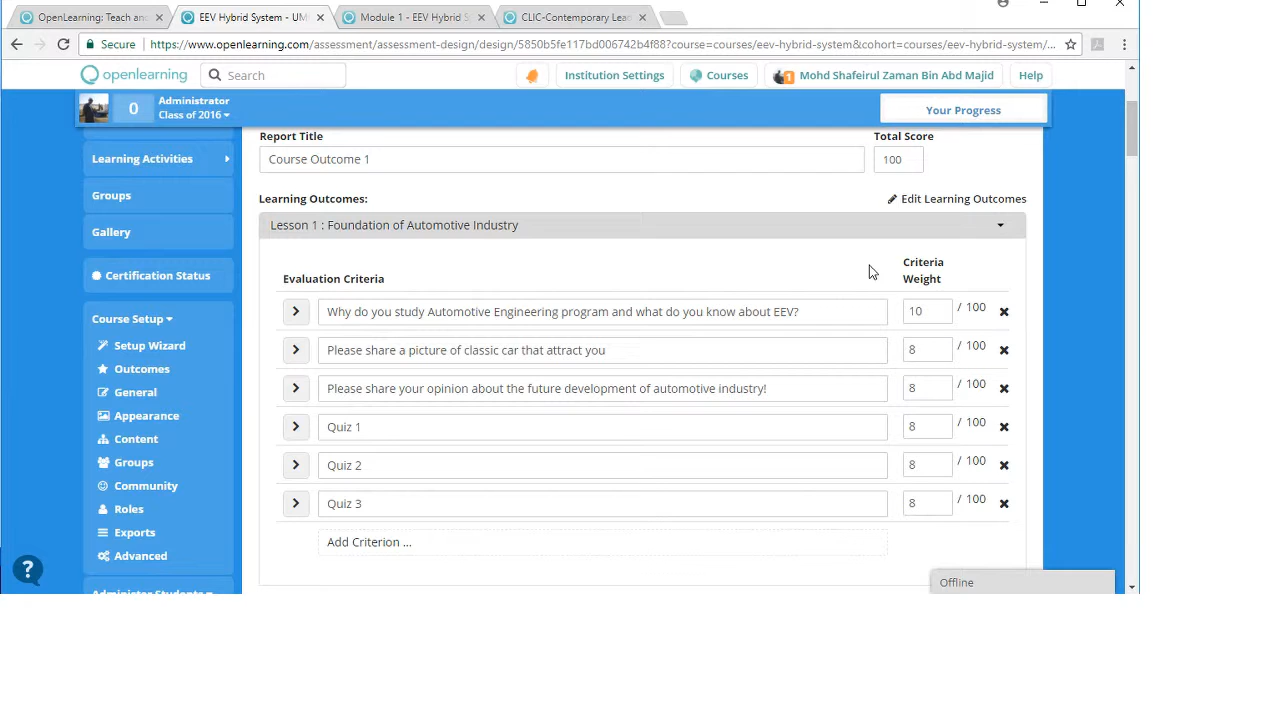 OpenLearning: Teach an
EEV Hybrid System - UM
Module 1 - EEV Hybrid S
CLIC-Contemporary Lea
Secure
https://www.openlearning.com/assessment/assessment-design/design/5850b5fe117bd006742b4f88?course=courses/eev-hybrid-system&cohort=courses/eev-hybrid-system/...
openlearning
Search
Institution Settings
Courses
1
Mohd Shafeirul Zaman Bin Abd Majid
Help
0
Administrator
Class of 2016
Your Progress
Learning Activities
Groups
Gallery
Certification Status
Course Setup
Setup Wizard
Outcomes
General
Appearance
Content
Groups
Community
Roles
Exports
Advanced
Administer Students
?
Report Title
Total Score
Course Outcome 1
100
Learning Outcomes:
Edit Learning Outcomes
Lesson 1 : Foundation of Automotive Industry
Evaluation Criteria
Criteria
Weight
Why do you study Automotive Engineering program and what do you know about EEV? 10 / 100
Please share a picture of classic car that attract you 8 / 100
Please share your opinion about the future development of automotive industry! 8 / 100
Quiz 1 8 / 100
Quiz 2 8 / 100
Quiz 3 8 / 100
Add Criterion ...
Offline